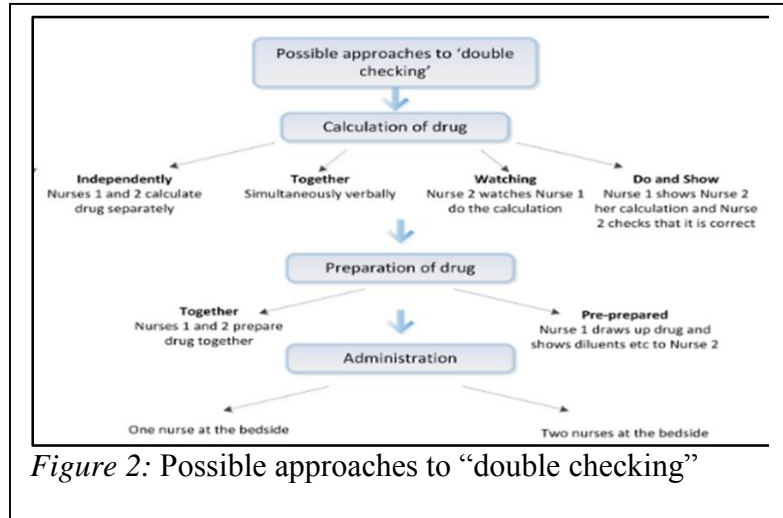 Possible approaches to ‘double
checking’
Calculation of drug
Independently
Nurses 1 and 2 calculate
drug separately
Together
Simultaneously verbally
Watching
Nurse 2 watches Nurse 1
do the calculation
Do and Show
Nurse 1 shows Nurse 2
her calculation and Nurse
2 checks that it is correct
Preparation of drug
Together
Nurses 1 and 2 prepare
drug together
Pre-prepared
Nurse 1 draws up drug and
shows diluents etc to Nurse 2
Administration
One nurse at the bedside
Two nurses at the bedside
Figure 2: Possible approaches to “double checking”